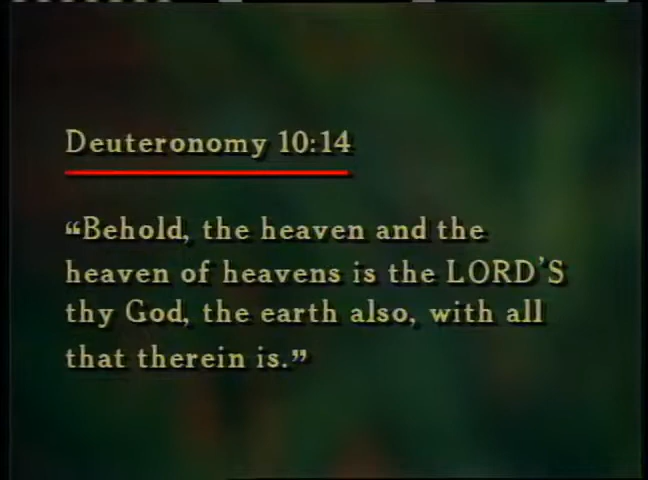 Deuteronomy 10:14
“Behold, the heaven and the
heaven of heavens is the LORD'S
thy God, the earth also, with all
that therein is.”